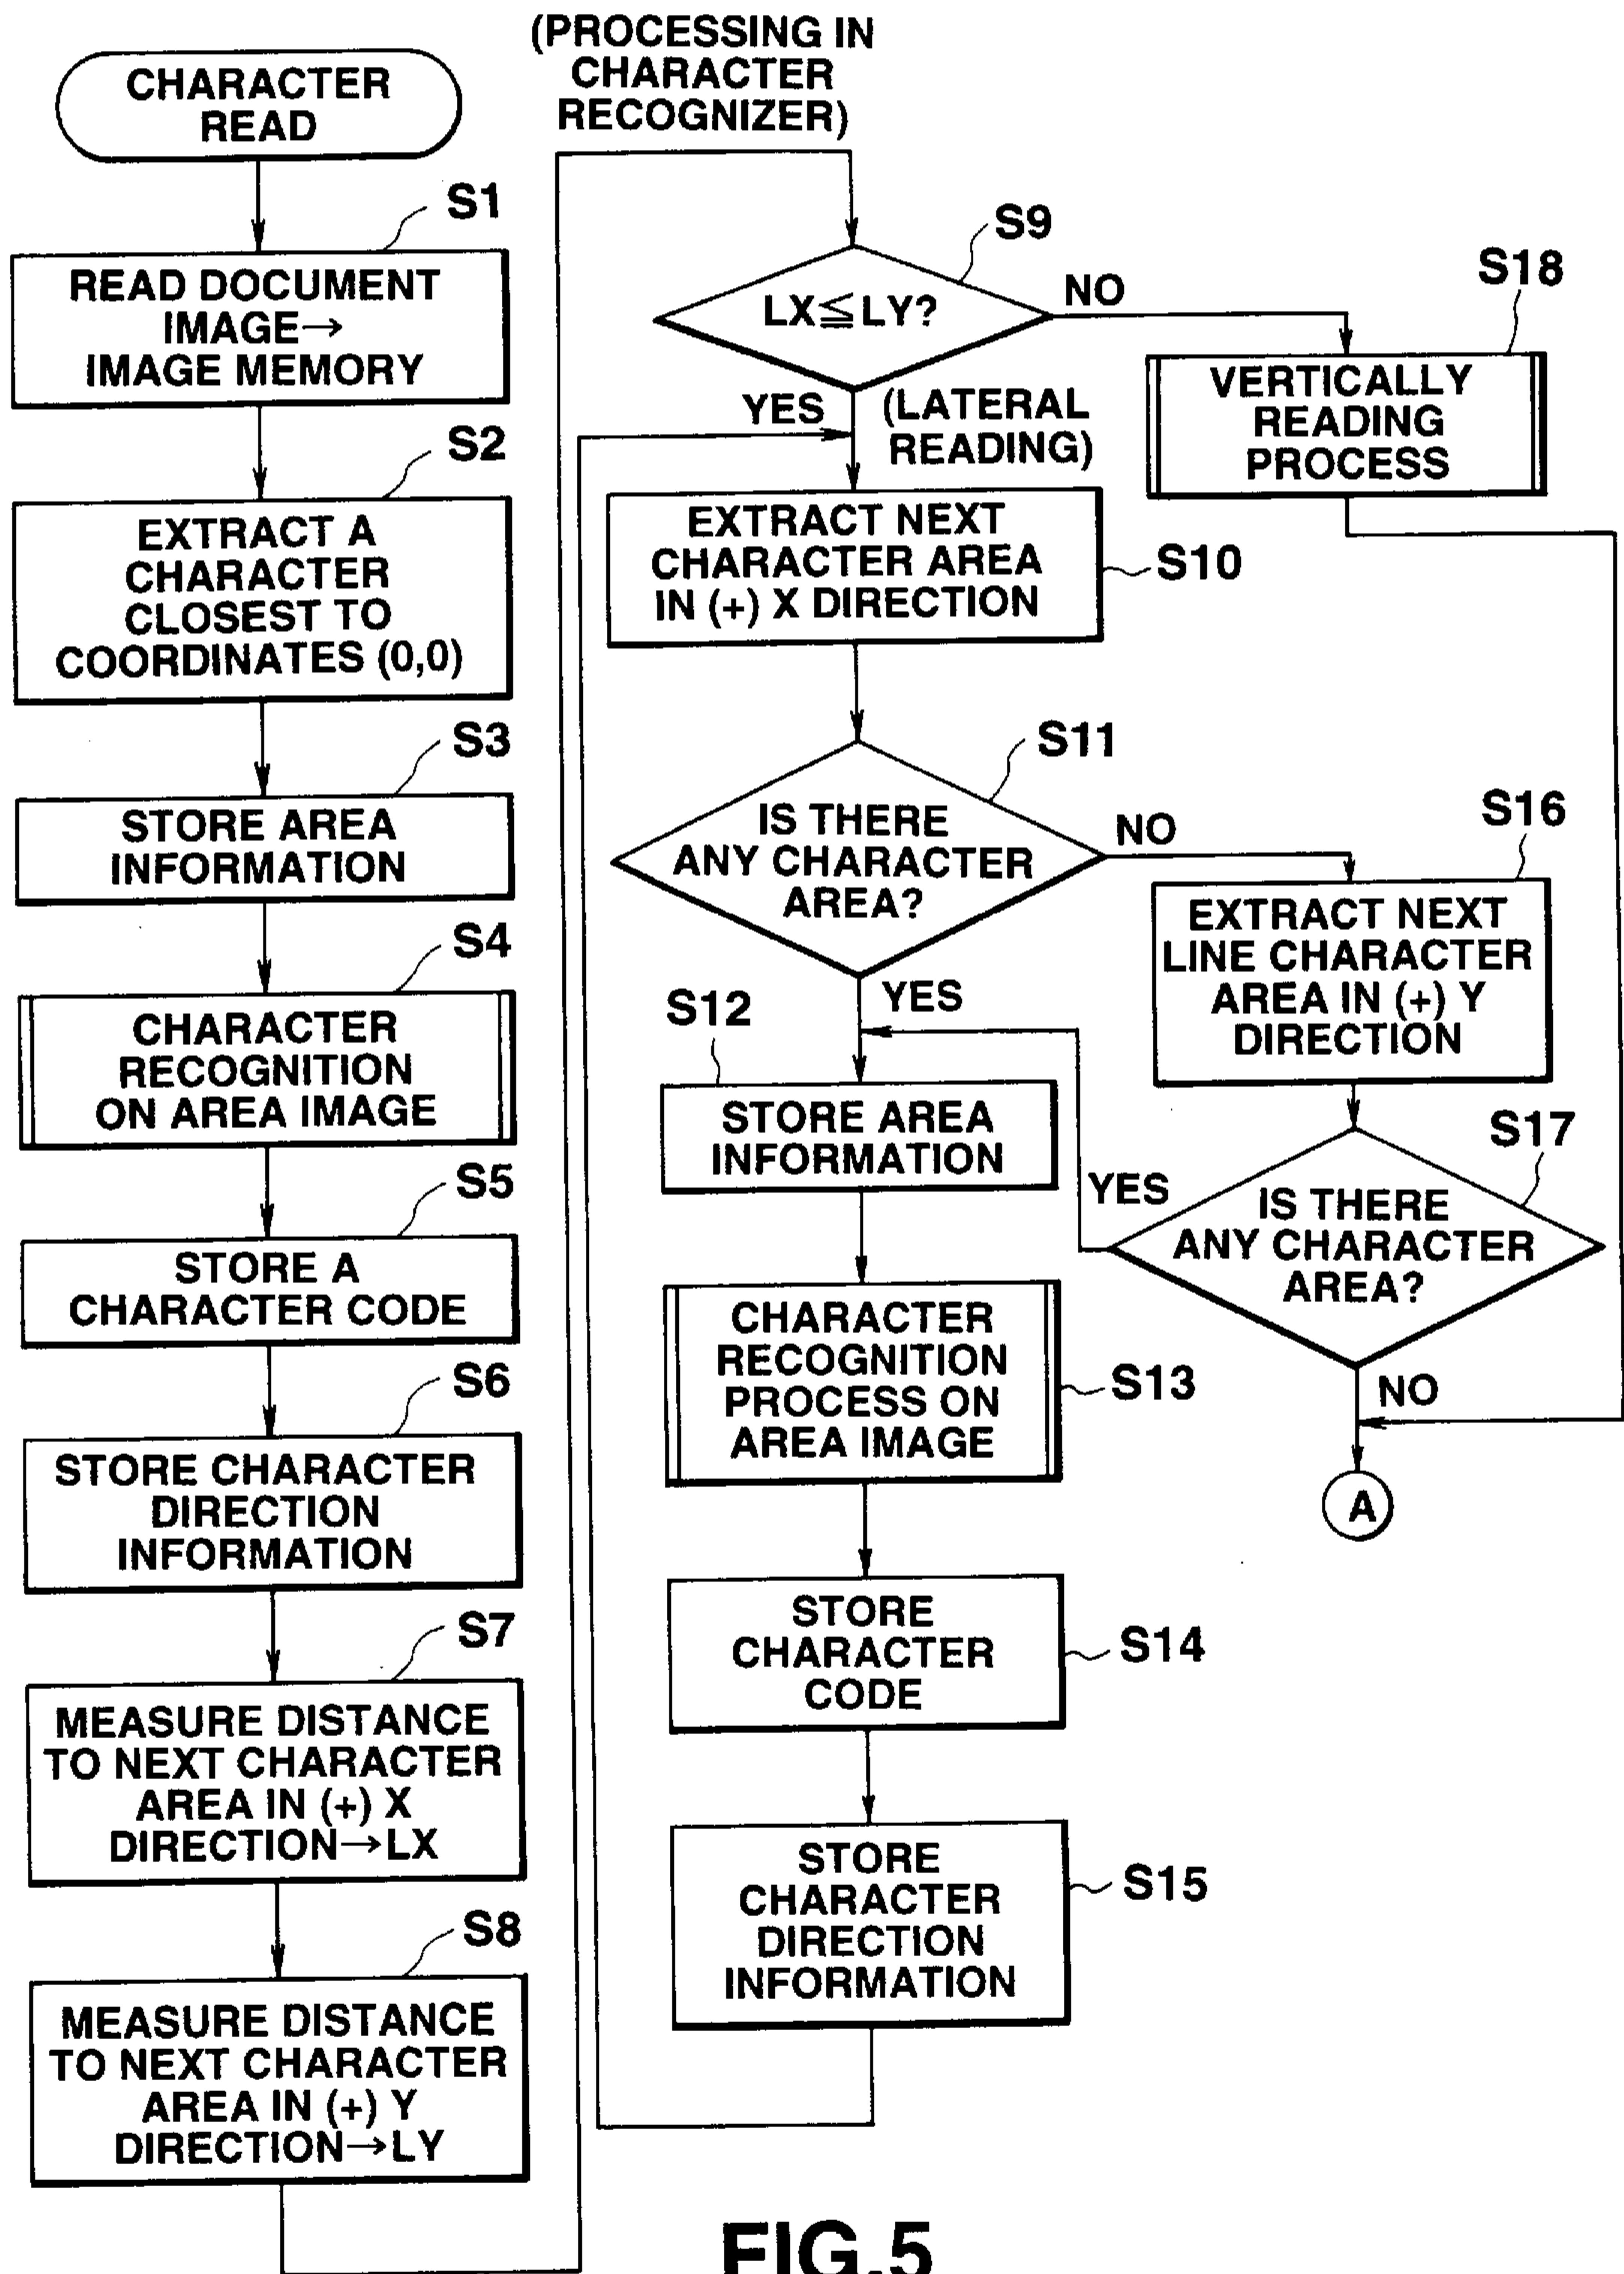 CHARACTER
READ
S1
READ DOCUMENT
IMAGE→
IMAGE MEMORY
S2
EXTRACT A
CHARACTER
CLOSEST TO
COORDINATES (0,0)
S3
STORE AREA
INFORMATION
S4
CHARACTER
RECOGNITION
ON AREA IMAGE
S5
STORE A
CHARACTER CODE
S6
STORE CHARACTER
DIRECTION
INFORMATION
S7
MEASURE DISTANCE
TO NEXT CHARACTER
AREA IN (+) X
DIRECTION→LX
S8
MEASURE DISTANCE
TO NEXT CHARACTER
AREA IN (+) Y
DIRECTION→LY
(PROCESSING IN
CHARACTER
RECOGNIZER)
S9
LX≦LY?
NO
YES
(LATERAL
READING)
S18
VERTICALLY
READING
PROCESS
EXTRACT NEXT
CHARACTER AREA
IN (+) X DIRECTION
S10
S11
IS THERE
ANY CHARACTER
AREA?
NO
YES
S16
EXTRACT NEXT
LINE CHARACTER
AREA IN (+) Y
DIRECTION
S12
STORE AREA
INFORMATION
S17
YES
IS THERE
ANY CHARACTER
AREA?
NO
A
CHARACTER
RECOGNITION
PROCESS ON
AREA IMAGE
S13
STORE
CHARACTER
CODE
S14
STORE
CHARACTER
DIRECTION
INFORMATION
S15
FIG.5